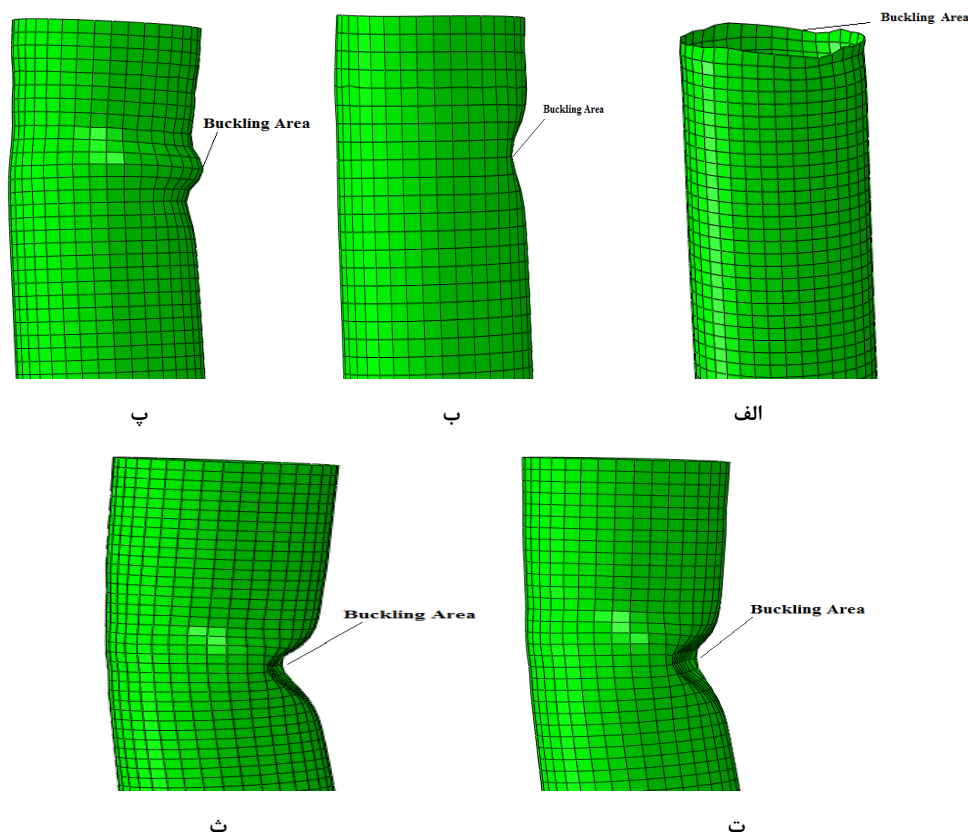 Buckling Area
Buckling Area
Buckling Area
الف
ب
پ
Buckling Area
Buckling Area
ت
ث